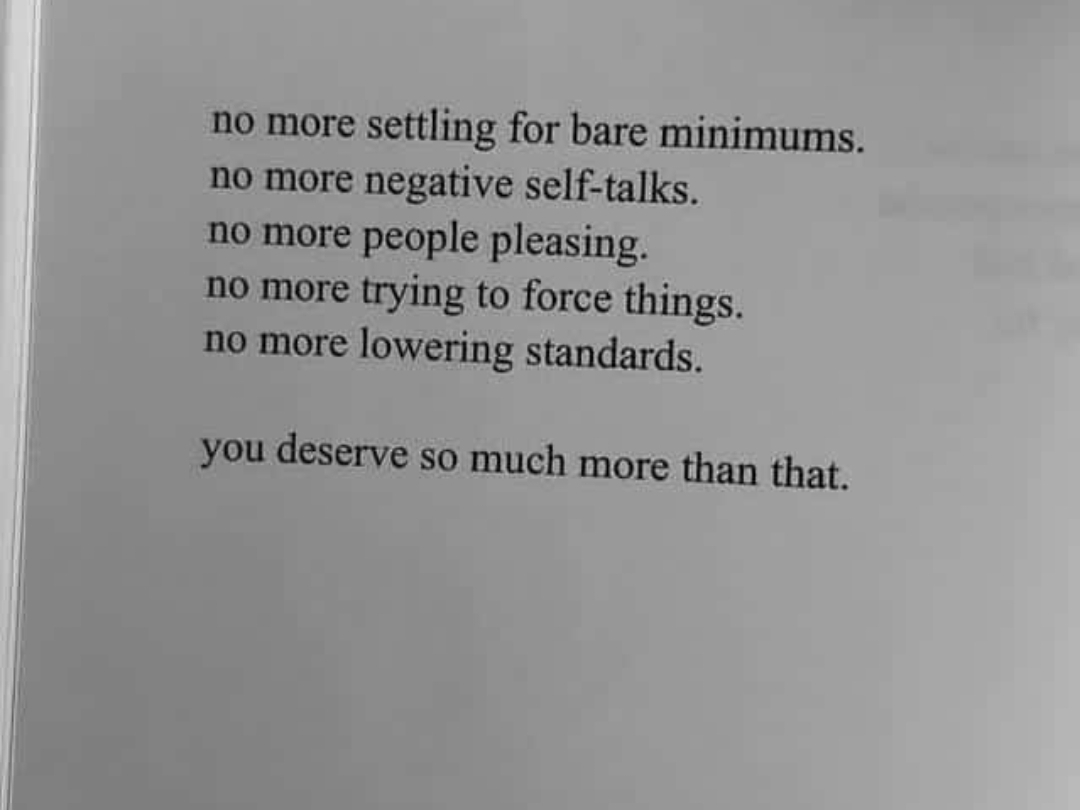 no more settling for bare minimums.
no more negative self-talks.
no more people pleasing.
no more trying to force things.
no more lowering standards.
you deserve so much more than that.